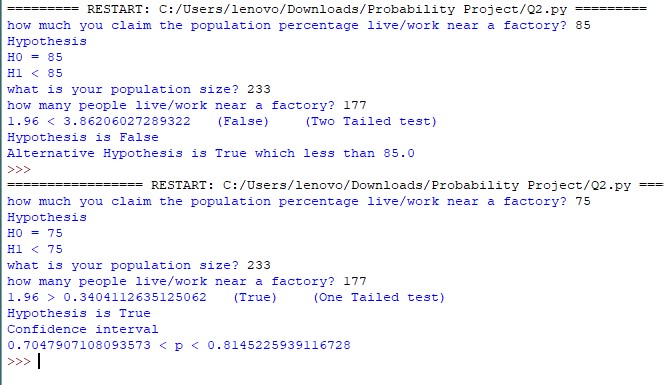 ========= RESTART: C:/Users/lenovo/Downloads/Probability Project/Q2.py =========
how much you claim the population percentage live/work near a factory? 85
Hypothesis
H0 = 85
H1 < 85
what is your population size? 233
how many people live/work near a factory? 177
1.96 < 3.86206027289322   (False)    (Two Tailed test)
Hypothesis is False
Alternative Hypothesis is True which less than 85.0
>>>
================= RESTART: C:/Users/lenovo/Downloads/Probability Project/Q2.py ===
how much you claim the population percentage live/work near a factory? 75
Hypothesis
H0 = 75
H1 < 75
what is your population size? 233
how many people live/work near a factory? 177
1.96 > 0.3404112635125062   (True)    (One Tailed test)
Hypothesis is True
Confidence interval
0.7047907108093573 < p < 0.8145225939116728
>>>